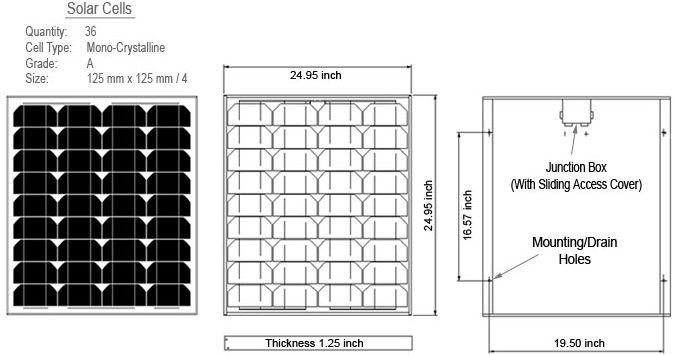 Solar Cells
Quantity: 36
Cell Type: Mono-Crystalline
Grade: A
Size: 125 mm x 125 mm / 4
24.95 inch
24.95 inch
Thickness 1.25 inch
Junction Box
(With Sliding Access Cover)
16.57 inch
Mounting/Drain
Holes
19.50 inch